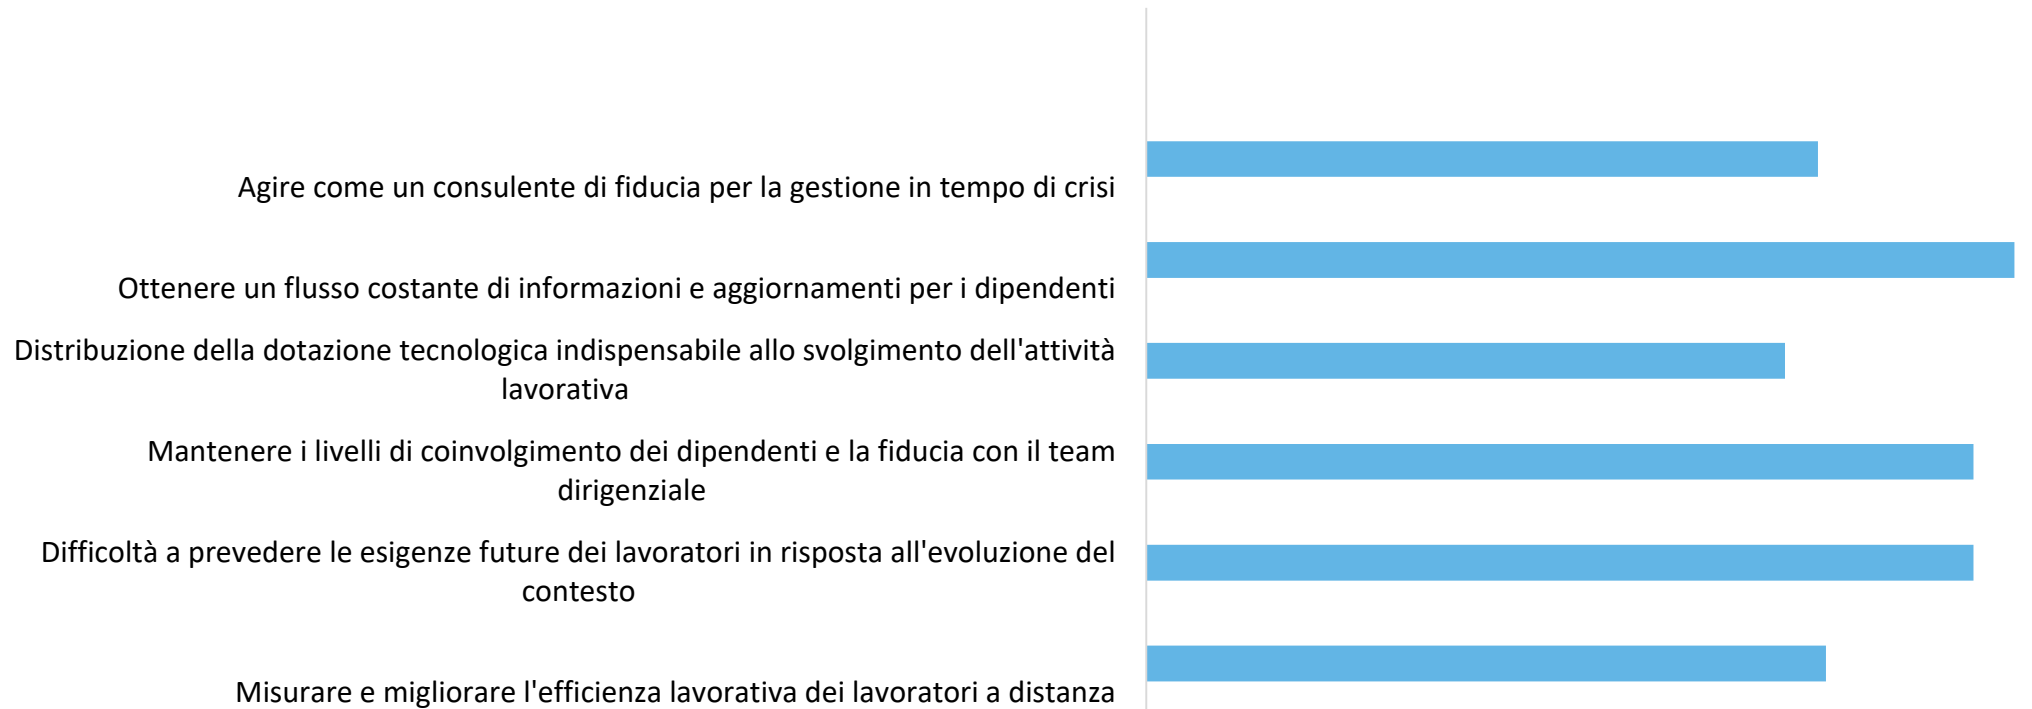 Agire come un consulente di fiducia per la gestione in tempo di crisi
Ottenere un flusso costante di informazioni e aggiornamenti per i dipendenti
Distribuzione della dotazione tecnologica indispensabile allo svolgimento dell'attività
lavorativa
Mantenere i livelli di coinvolgimento dei dipendenti e la fiducia con il team
dirigenziale
Difficoltà a prevedere le esigenze future dei lavoratori in risposta all'evoluzione del
contesto
Misurare e migliorare l'efficienza lavorativa dei lavoratori a distanza